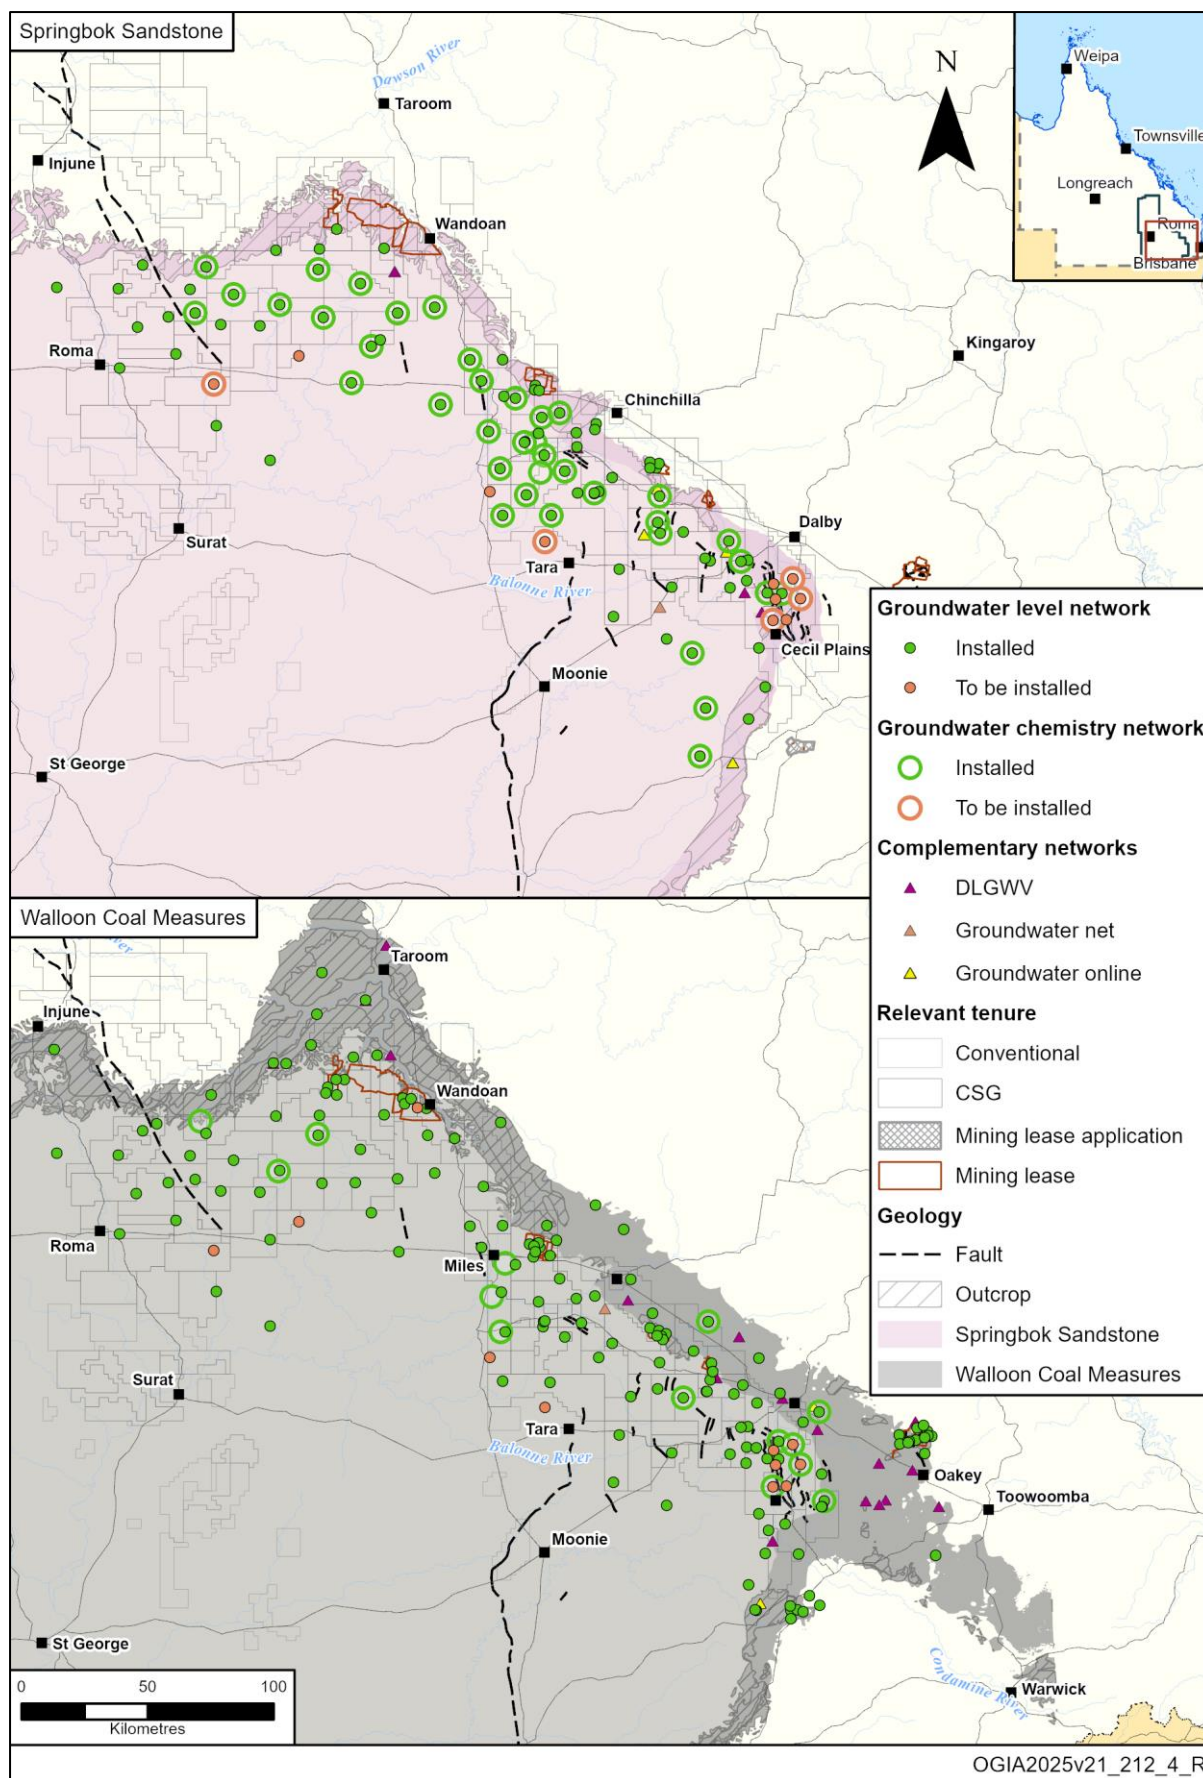 Springbok Sandstone
Dawson River
Taroom
Injune
Wandoan
Roma
Chinchilla
Kingaroy
Surat
Dalby
Tara
Balonne River
Cecil Plains
Moonie
St George
N
Weipa
Townsville
Longreach
Roma
Brisbane
Groundwater level network
Installed
To be installed
Groundwater chemistry network
Installed
To be installed
Complementary networks
DLGWV
Groundwater net
Groundwater online
Relevant tenure
Conventional
CSG
Mining lease application
Mining lease
Geology
Fault
Outcrop
Springbok Sandstone
Walloon Coal Measures
Walloon Coal Measures
River
Taroom
Injune
Wandoan
Roma
Miles
Surat
Tara
Balonne River
Oakey
Toowoomba
Moonie
St George
Condamine River
Warwick
0 50 100
Kilometres
OGIA2025v21_212_4_R